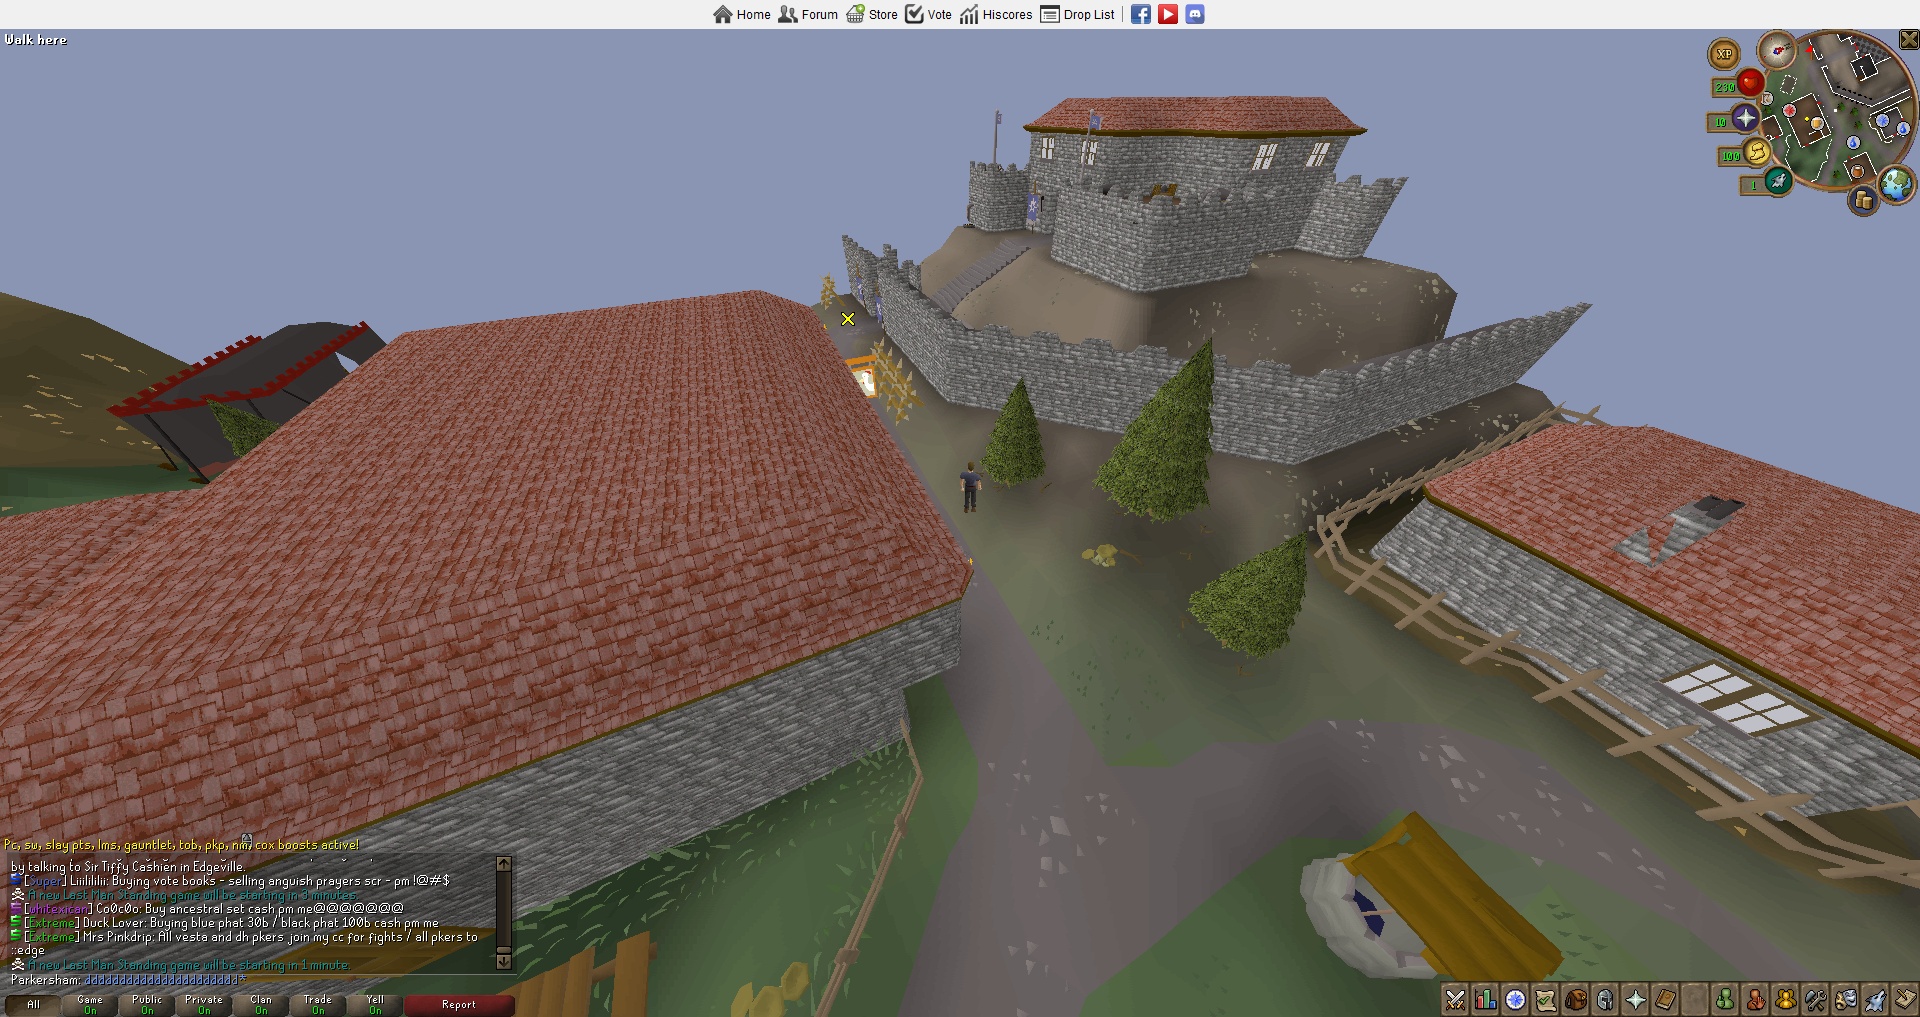 Home Forum Store Vote Hiscores Drop List
Walk here
XP
230
10
100
1
Pc, sw, slay pts, lms, gauntlet, tob, pkp, nm, cox boosts active!
by talking to Sir Tiffy Cashien in Edgeville.
[Super] Liiililiii: Buying vote books - selling anguish prayers scr - pm !@#$
A new Last Man Standing game will be starting in 3 minutes.
[whitexican] Co0c0o: Buy ancestral set cash pm me@@@@@@@
[Extreme] Duck Lover: Buying blue phat 30b / black phat 100b cash pm me
[Extreme] Mrs Pinkdrip: All vesta and dh pkers join my cc for fights / all pkers to
::edge
A new Last Man Standing game will be starting in 1 minute.
Parkersham:
All Game Public Private Clan Trade Yell Report
On On On On On On